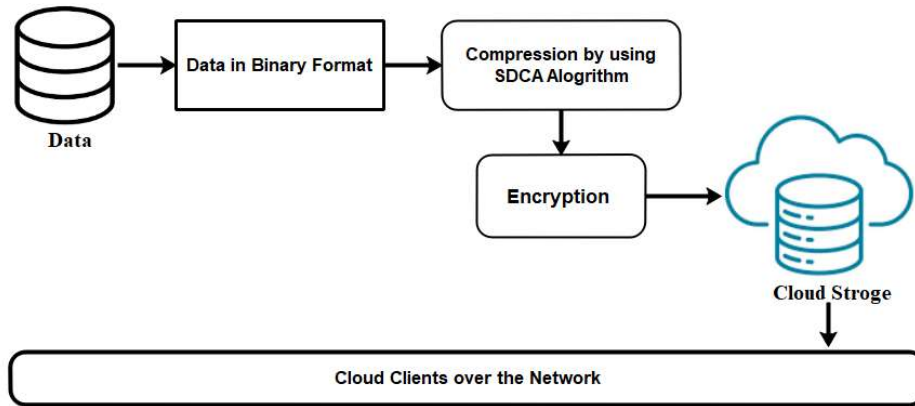 Data
Data in Binary Format
Compression by using
SDCA Alogrithm
Encryption
Cloud Stroge
Cloud Clients over the Network